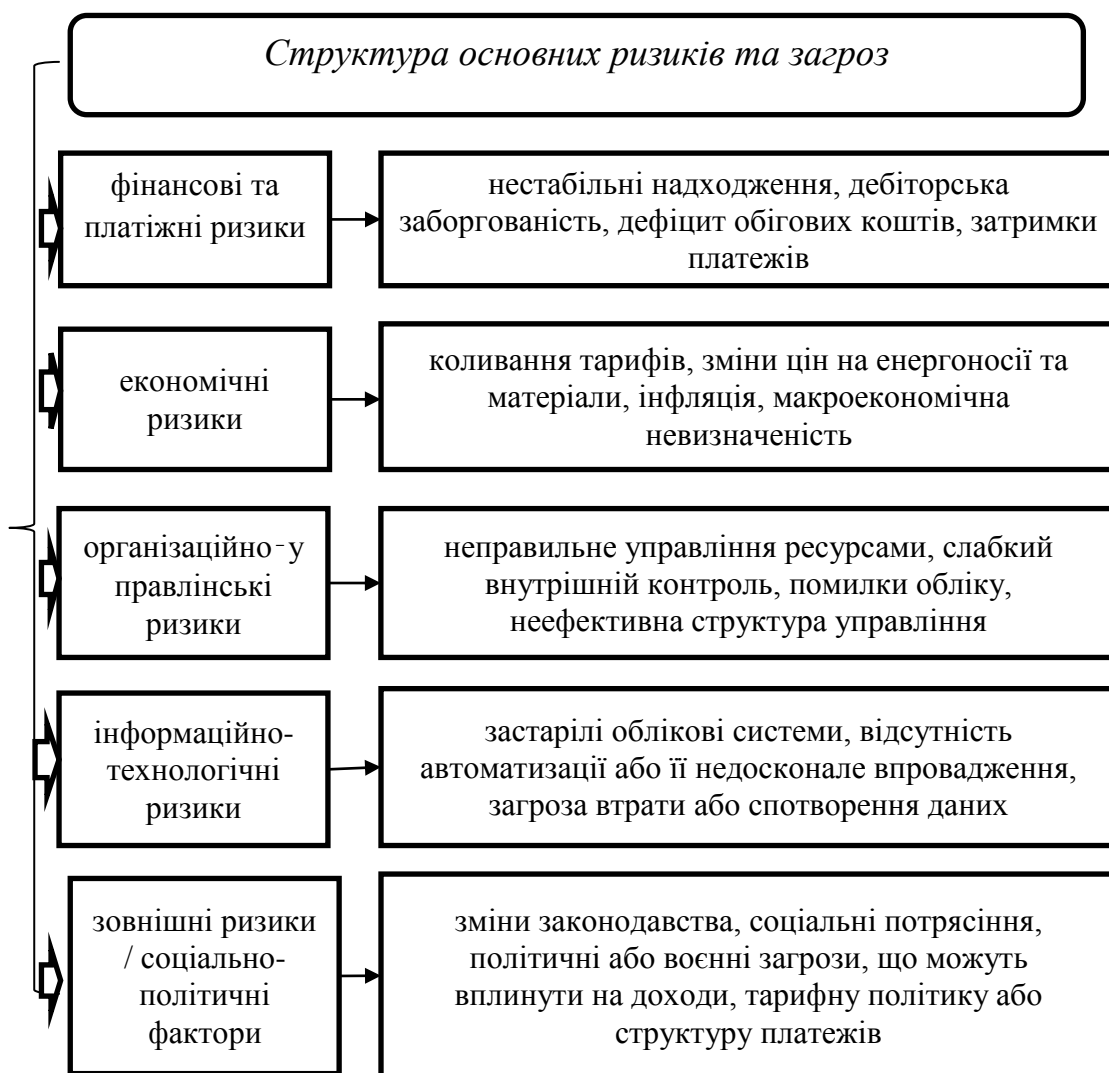 Структура основних ризиків та загроз
фінансові та
платіжні ризики
нестабільні надходження, дебіторська
заборгованість, дефіцит обігових коштів, затримки
платежів
економічні
ризики
коливання тарифів, зміни цін на енергоносії та
матеріали, інфляція, макроекономічна
невизначеність
організаційно-у
правлінські
ризики
неправильне управління ресурсами, слабкий
внутрішній контроль, помилки обліку,
неефективна структура управління
інформаційно-
технологічні
ризики
застарілі облікові системи, відсутність
автоматизації або її недосконале впровадження,
загроза втрати або спотворення даних
зовнішні ризики
/ соціально-
політичні
фактори
зміни законодавства, соціальні потрясіння,
політичні або воєнні загрози, що можуть
вплинути на доходи, тарифну політику або
структуру платежів